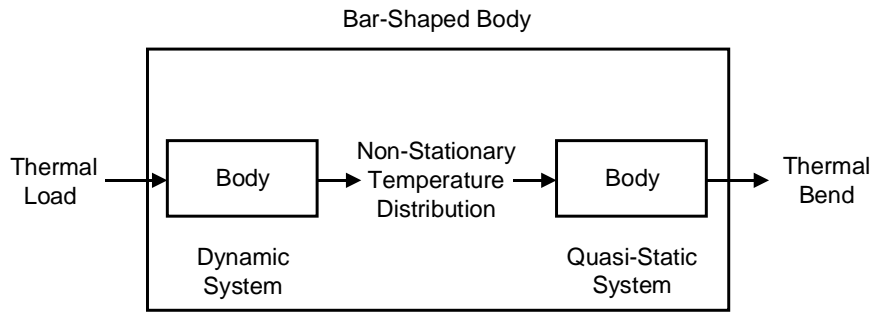 Bar-Shaped Body
Thermal
Load
Body
Non-Stationary
Temperature
Distribution
Body
Thermal
Bend
Dynamic
System
Quasi-Static
System